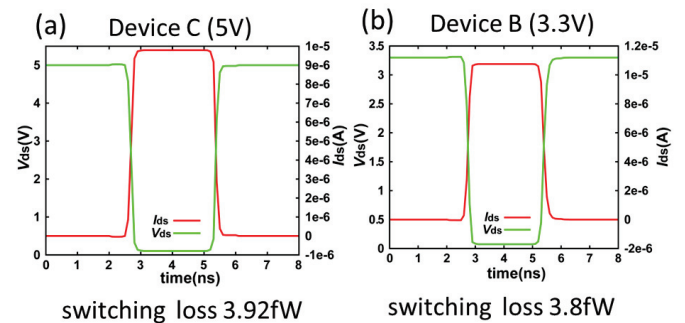 (a) Device C (5V)
5
4
3
2
1
0
Vds(V)
1e-5
9e-6
8e-6
7e-6
6e-6
5e-6
4e-6
3e-6
2e-6
1e-6
0
-1e-6
Ids(A)
Ids
Vds
0 1 2 3 4 5 6 7 8
time(ns)
switching loss 3.92fW
(b) Device B (3.3V)
3.5
3
2.5
2
1.5
1
0.5
0
Vds(V)
1.2e-5
1e-5
8e-6
6e-6
4e-6
2e-6
0
-2e-6
Ids(A)
Ids
Vds
0 1 2 3 4 5 6 7 8
time(ns)
switching loss 3.8fW